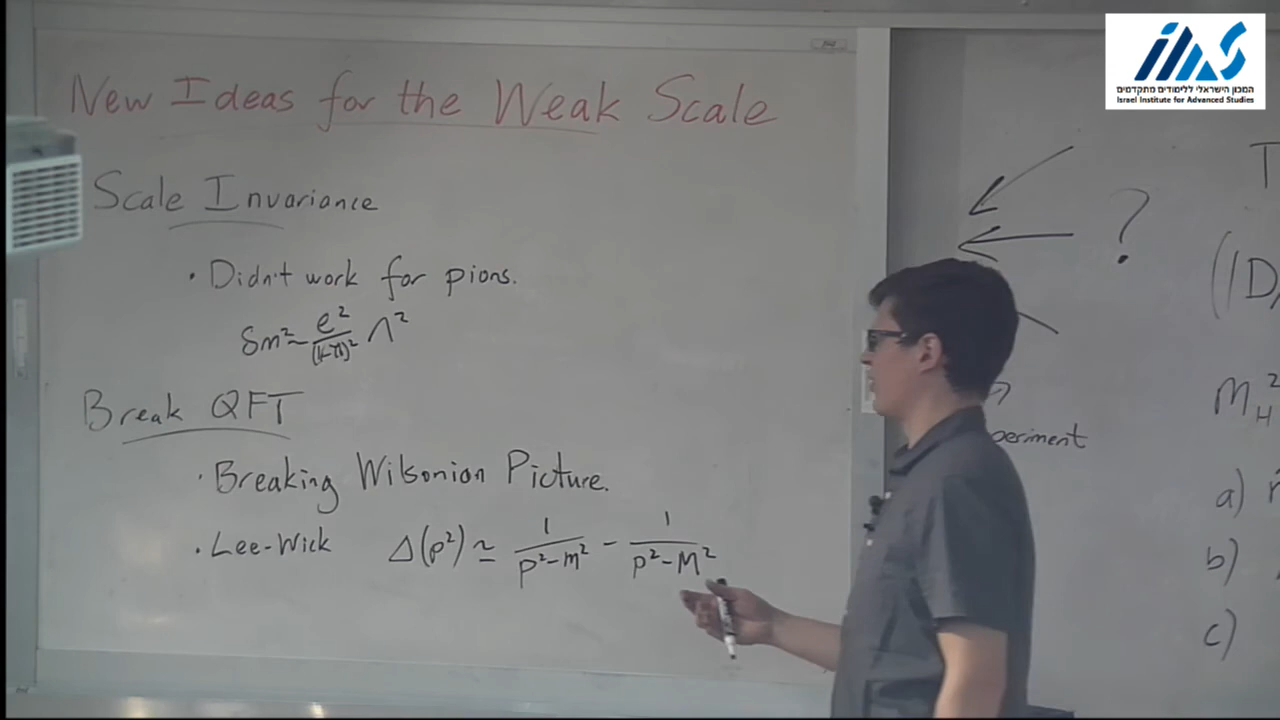 New Ideas for the Weak Scale
Scale Invariance
• Didn't work for pions.
δm² ~ e²/(4π)² Λ²
Break QFT
• Breaking Wilsonian Picture.
• Lee-Wick Δ(p²) ≃ 1/(p²-m²) - 1/(p²-M²)
?
(|D
periment
M_H²
a)
b)
c)
iias
המכון הישראלי ללימודים מתקדמים
Israel Institute for Advanced Studies